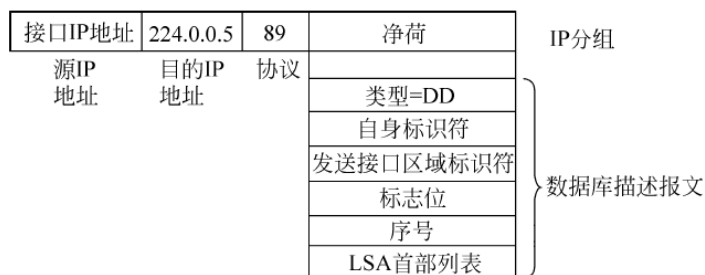 接口IP地址 224.0.0.5 89 净荷 IP分组
源IP地址 目的IP地址 协议
类型=DD
自身标识符
发送接口区域标识符
标志位
序号
LSA首部列表
数据库描述报文